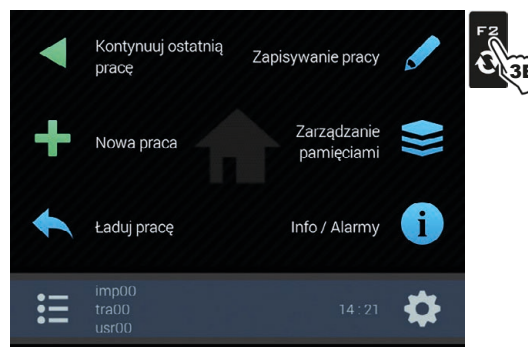 Kontynuuj ostatnią
pracę
Zapisywanie pracy
Nowa praca
Zarządzanie
pamięciami
Ładuj pracę
Info / Alarmy
imp00
tra00
usr00
14 : 21
F2